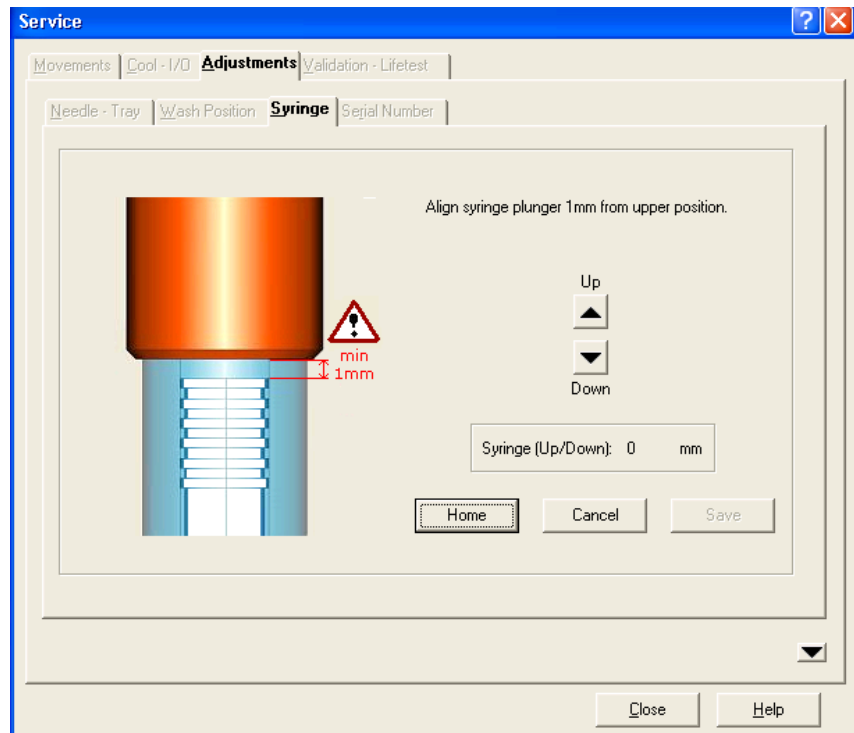 Service
Movements Cool - I/O Adjustments Validation - Lifetest
Needle - Tray Wash Position Syringe Serial Number
Align syringe plunger 1mm from upper position.
Up
min
1mm
Down
Syringe (Up/Down): 0 mm
Home Cancel Save
Close Help